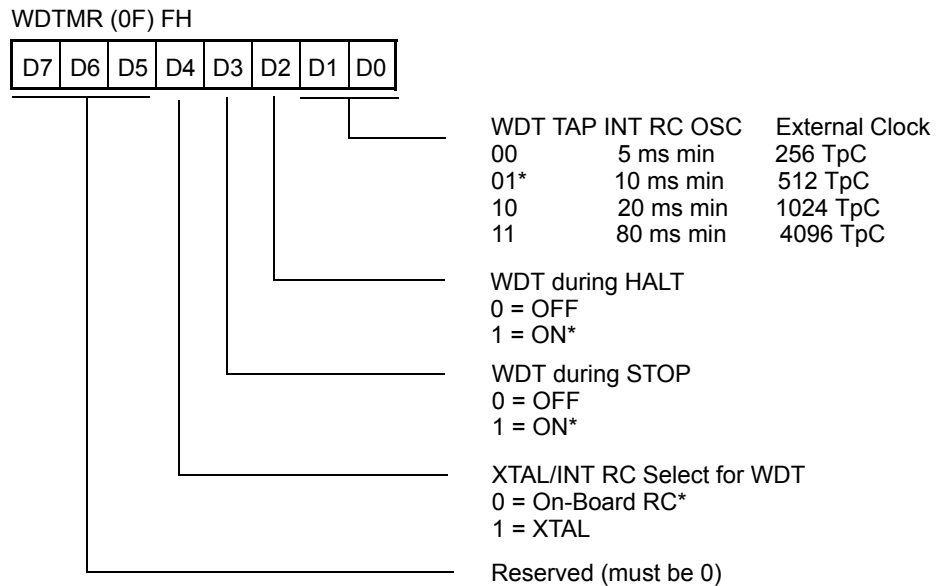 WDTMR (0F) FH
D7 D6 D5 D4 D3 D2 D1 D0
WDT TAP INT RC OSC External Clock
00 5 ms min 256 TpC
01* 10 ms min 512 TpC
10 20 ms min 1024 TpC
11 80 ms min 4096 TpC
WDT during HALT
0 = OFF
1 = ON*
WDT during STOP
0 = OFF
1 = ON*
XTAL/INT RC Select for WDT
0 = On-Board RC*
1 = XTAL
Reserved (must be 0)